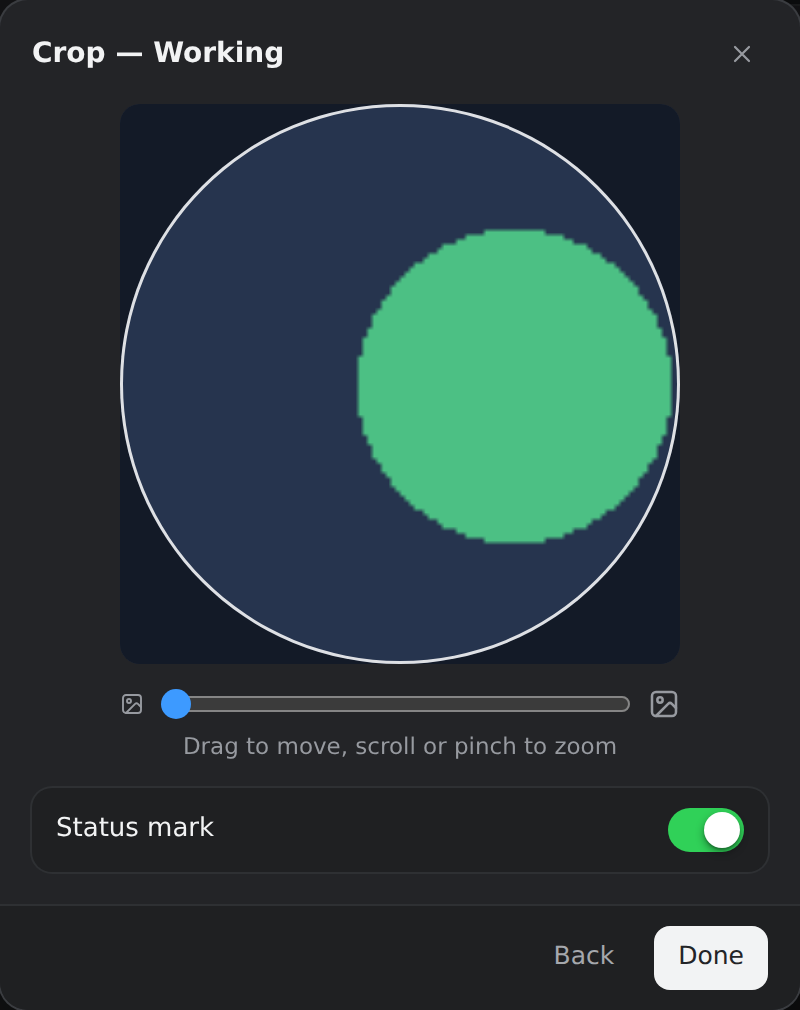 Crop — Working
Drag to move, scroll or pinch to zoom
Status mark
Back
Done